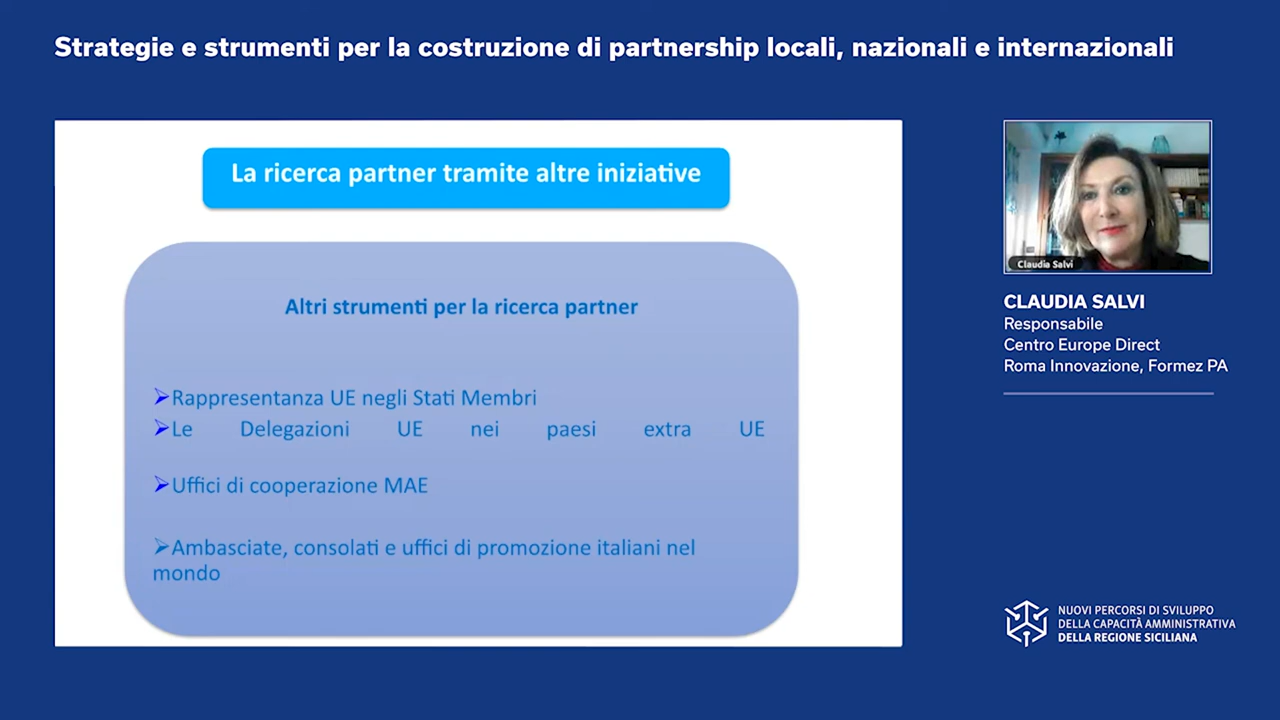 Strategie e strumenti per la costruzione di partnership locali, nazionali e internazionali
La ricerca partner tramite altre iniziative
Altri strumenti per la ricerca partner
➢Rappresentanza UE negli Stati Membri
➢Le Delegazioni UE nei paesi extra UE
➢Uffici di cooperazione MAE
➢Ambasciate, consolati e uffici di promozione italiani nel
mondo
Claudia Salvi
CLAUDIA SALVI
Responsabile
Centro Europe Direct
Roma Innovazione, Formez PA
NUOVI PERCORSI DI SVILUPPO
DELLA CAPACITÀ AMMINISTRATIVA
DELLA REGIONE SICILIANA